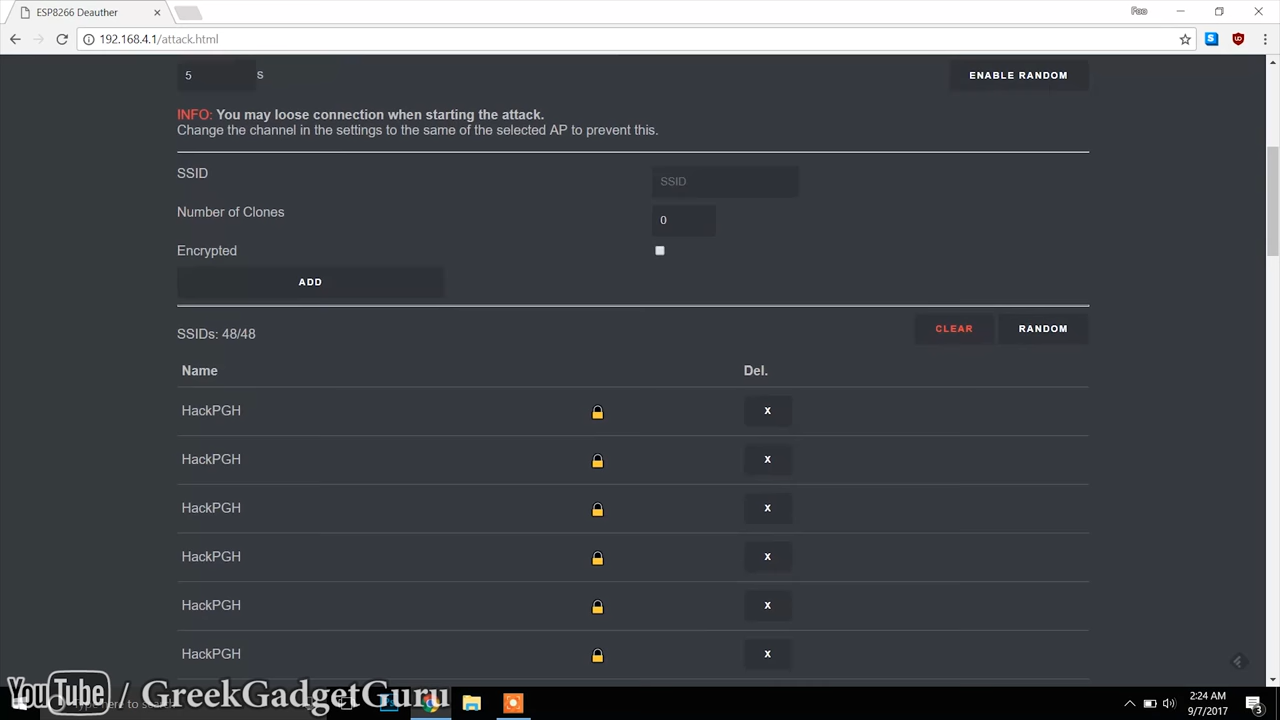 ESP8266 Deauther
Foo
192.168.4.1/attack.html
5 s
ENABLE RANDOM
INFO: You may loose connection when starting the attack.
Change the channel in the settings to the same of the selected AP to prevent this.
SSID
SSID
Number of Clones
0
Encrypted
ADD
SSIDs: 48/48
CLEAR
RANDOM
Name Del.
HackPGH X
HackPGH X
HackPGH X
HackPGH X
HackPGH X
HackPGH X
YouTube / GreekGadgetGuru
2:24 AM
9/7/2017
3